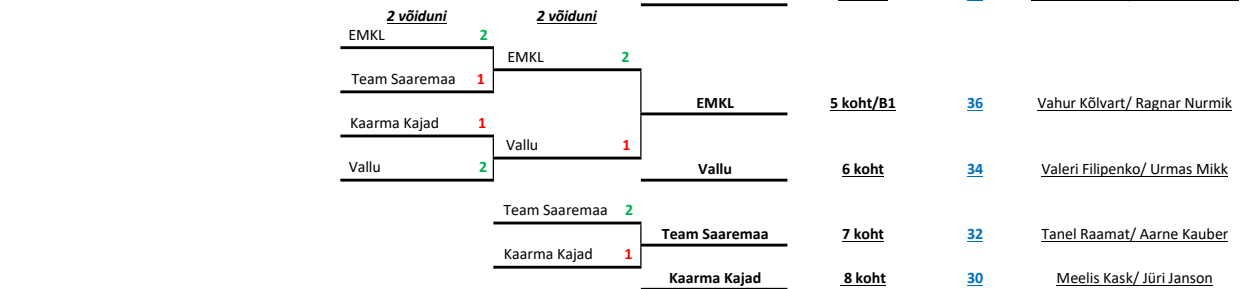 2 võiduni 2 võiduni
EMKL 2
EMKL 2
Team Saaremaa 1
EMKL 5 koht/B1 36 Vahur Kõlvart/ Ragnar Nurmik
Kaarma Kajad 1
Vallu 1
Vallu 2
Vallu 6 koht 34 Valeri Filipenko/ Urmas Mikk
Team Saaremaa 2
Team Saaremaa 7 koht 32 Tanel Raamat/ Aarne Kauber
Kaarma Kajad 1
Kaarma Kajad 8 koht 30 Meelis Kask/ Jüri Janson